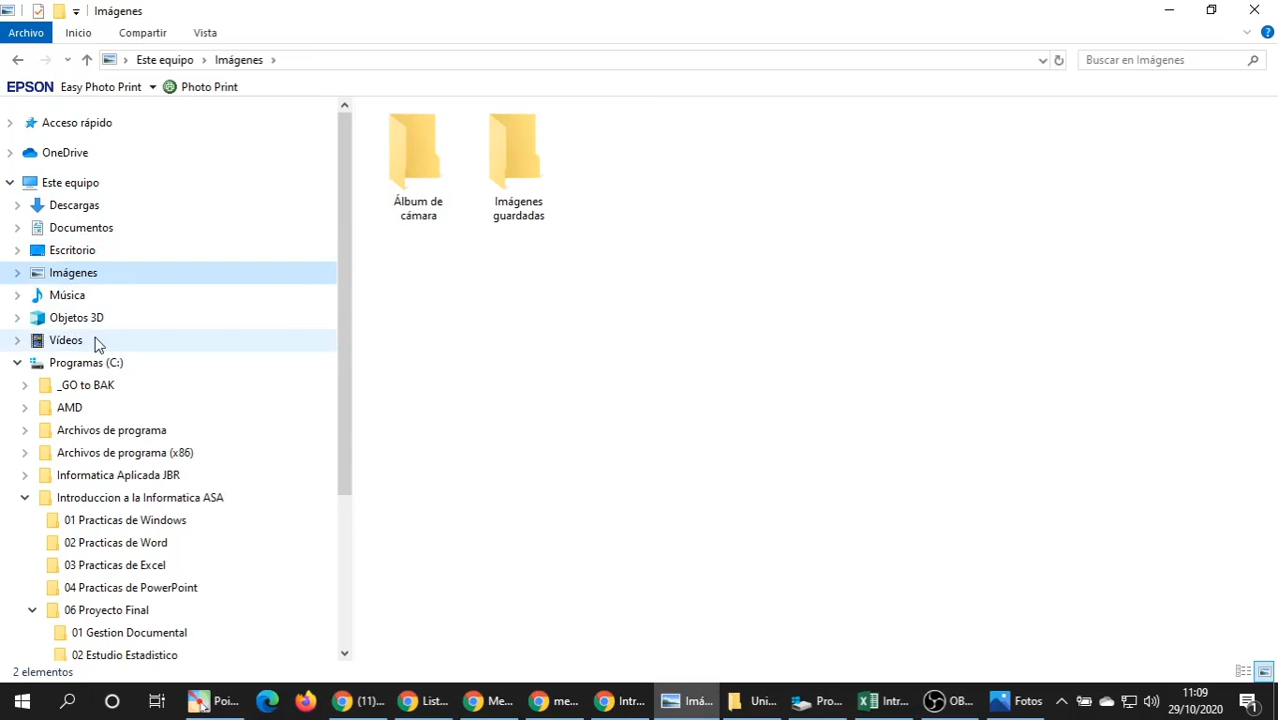 Imágenes
Archivo Inicio Compartir Vista
Este equipo Imágenes Buscar en Imágenes
EPSON Easy Photo Print Photo Print
Acceso rápido
OneDrive
Este equipo
Descargas
Documentos
Escritorio
Imágenes
Música
Objetos 3D
Vídeos
Programas (C:)
_GO to BAK
AMD
Archivos de programa
Archivos de programa (x86)
Informatica Aplicada JBR
Introduccion a la Informatica ASA
01 Practicas de Windows
02 Practicas de Word
03 Practicas de Excel
04 Practicas de PowerPoint
06 Proyecto Final
01 Gestion Documental
02 Estudio Estadistico
Álbum de cámara
Imágenes guardadas
2 elementos
Poi... (11)... List... Me... me... Intr... Imá... Uni... Pro... Intr... OB... Fotos 11:09
29/10/2020